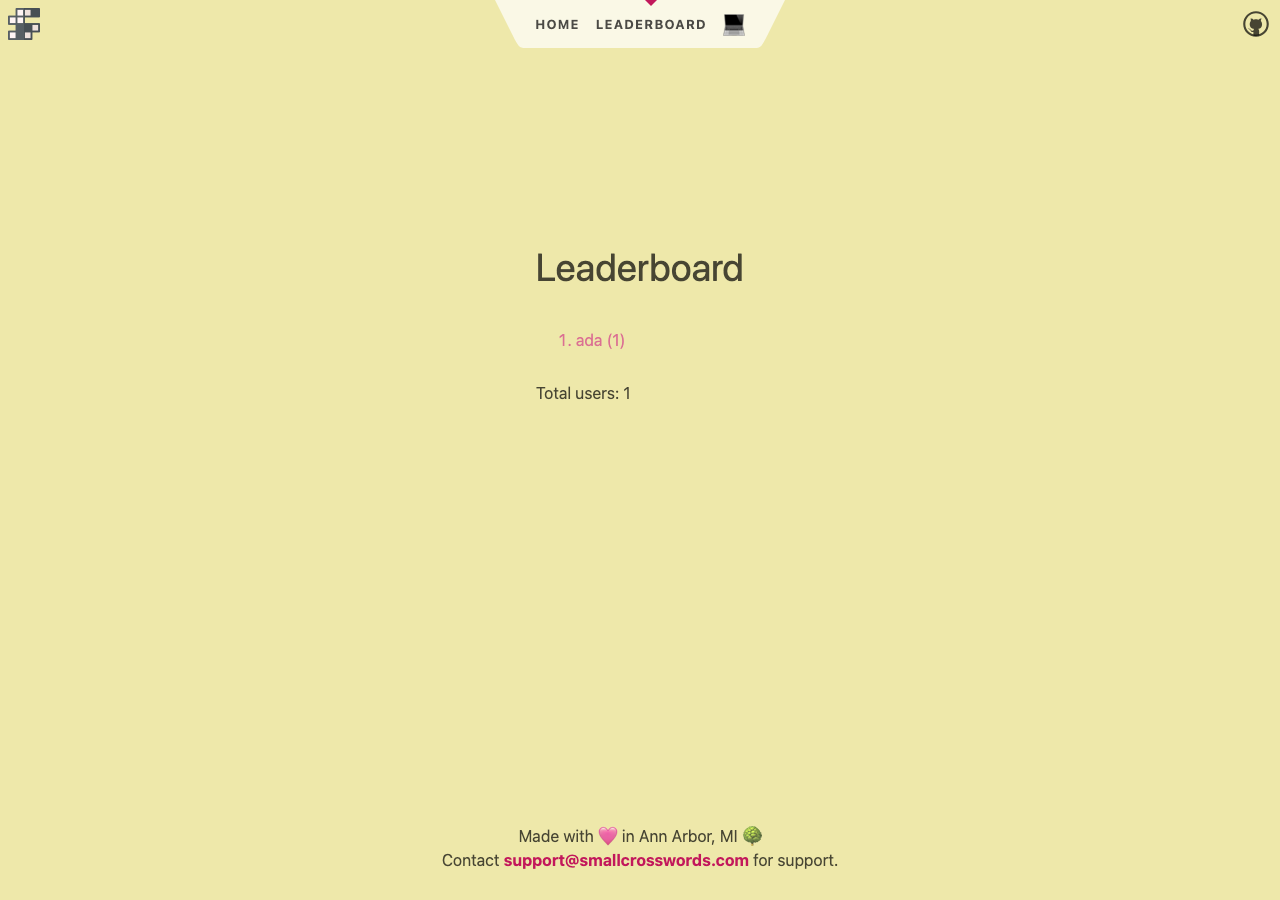 HOME LEADERBOARD
Leaderboard
1. ada (1)
Total users: 1
Made with 🩷 in Ann Arbor, MI 🌳
Contact support@smallcrosswords.com for support.